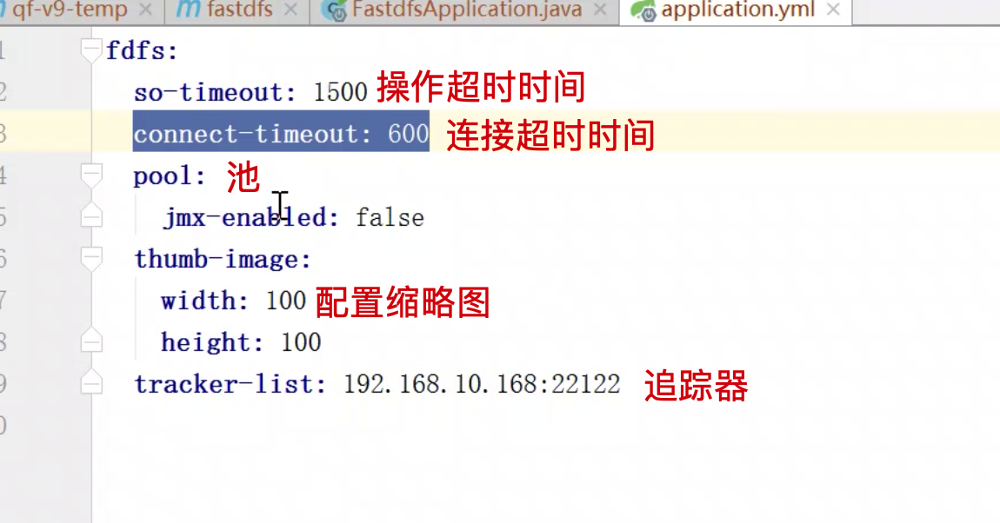 qf-v9-temp fastdfs FastdfsApplication.java application.yml
1 fdfs:
2 so-timeout: 1500 操作超时时间
3 connect-timeout: 600 连接超时时间
4 pool: 池
5 jmx-enabled: false
6 thumb-image:
7 width: 100 配置缩略图
8 height: 100
9 tracker-list: 192.168.10.168:22122 追踪器
0